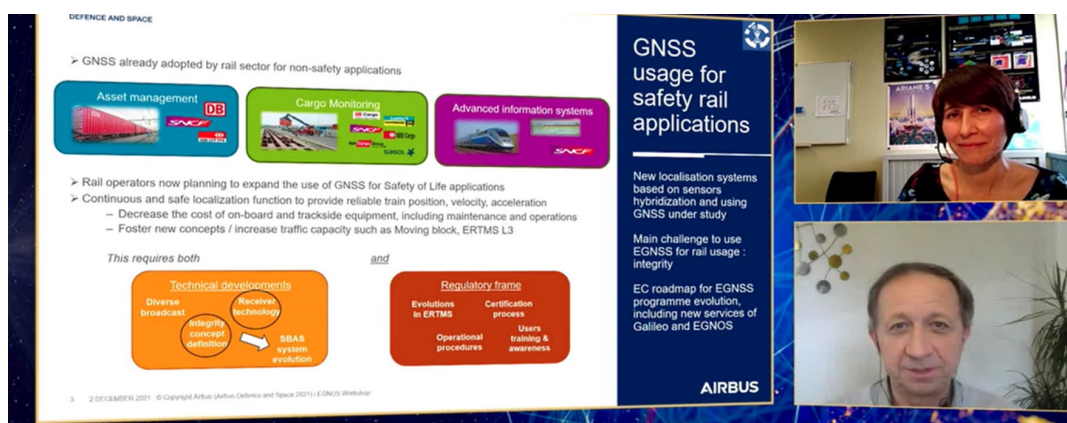 DEFENCE AND SPACE
➢ GNSS already adopted by rail sector for non-safety applications
Asset management
DB
SNCF
Cargo Monitoring
SNCF
sasol
Advanced information systems
SNCF
➢ Rail operators now planning to expand the use of GNSS for Safety of Life applications
➢ Continuous and safe localization function to provide reliable train position, velocity, acceleration
– Decrease the cost of on-board and trackside equipment, including maintenance and operations
– Foster new concepts / increase traffic capacity such as Moving block, ERTMS L3
This requires both
and
Technical developments
Diverse
broadcast
Receiver
technology
Integrity
concept
definition
SBAS
system
evolution
Regulatory frame
Evolutions
in ERTMS
Certification
process
Operational
procedures
Users
training &
awareness
3 2 DECEMBER 2021 © Copyright Airbus (Airbus Defence and Space 2021) / EGNOS Workshop
GNSS
usage for
safety rail
applications
New localisation systems
based on sensors
hybridization and using
GNSS under study
Main challenge to use
EGNSS for rail usage :
integrity
EC roadmap for EGNSS
programme evolution,
including new services of
Galileo and EGNOS
AIRBUS
ARIANE 5